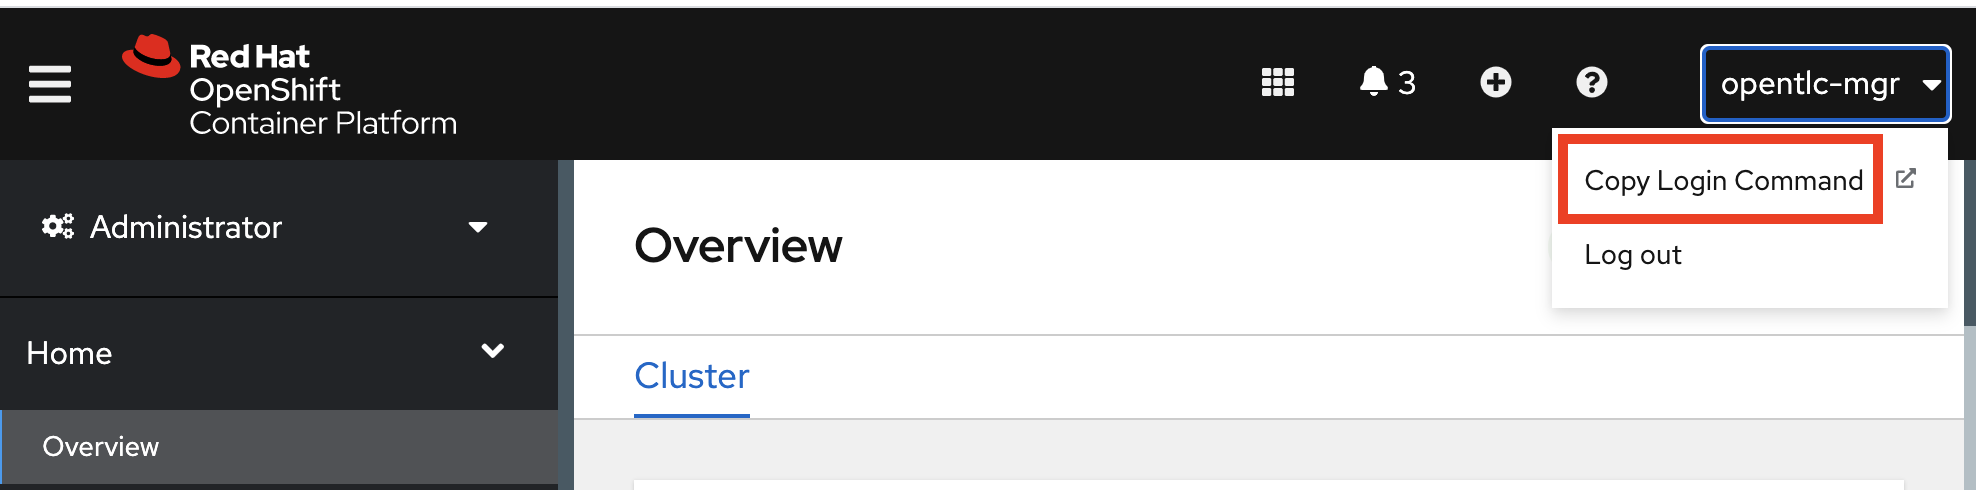 Red Hat
OpenShift
Container Platform
3
opentlc-mgr
Copy Login Command
Log out
Administrator
Home
Overview
Overview
Cluster